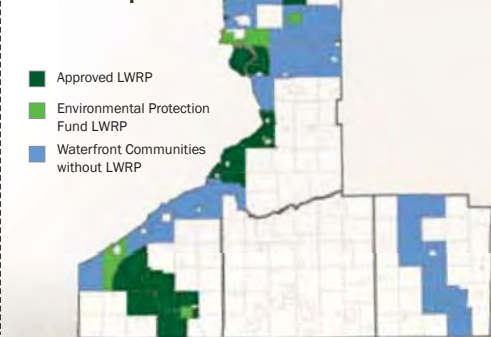 Approved LWRP
Environmental Protection
Fund LWRP
Waterfront Communities
without LWRP